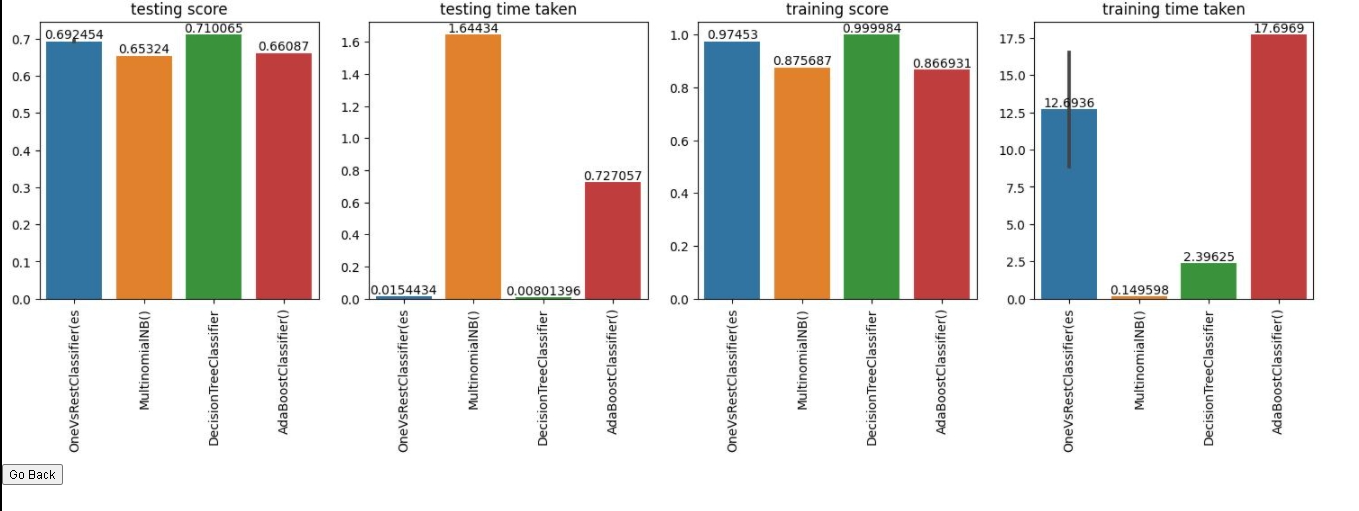 testing score
0.692454
0.65324
0.710065
0.66087
0.7
0.6
0.5
0.4
0.3
0.2
0.1
0.0
OneVsRestClassifier(es
MultinomialNB()
DecisionTreeClassifier
AdaBoostClassifier()
testing time taken
0.0154434
1.64434
0.00801396
0.727057
1.6
1.4
1.2
1.0
0.8
0.6
0.4
0.2
0.0
OneVsRestClassifier(es
MultinomialNB()
DecisionTreeClassifier
AdaBoostClassifier()
training score
0.97453
0.875687
0.999984
0.866931
1.0
0.8
0.6
0.4
0.2
0.0
OneVsRestClassifier(es
MultinomialNB()
DecisionTreeClassifier
AdaBoostClassifier()
training time taken
12.6936
0.149598
2.39625
17.6969
17.5
15.0
12.5
10.0
7.5
5.0
2.5
0.0
OneVsRestClassifier(es
MultinomialNB()
DecisionTreeClassifier
AdaBoostClassifier()
Go Back